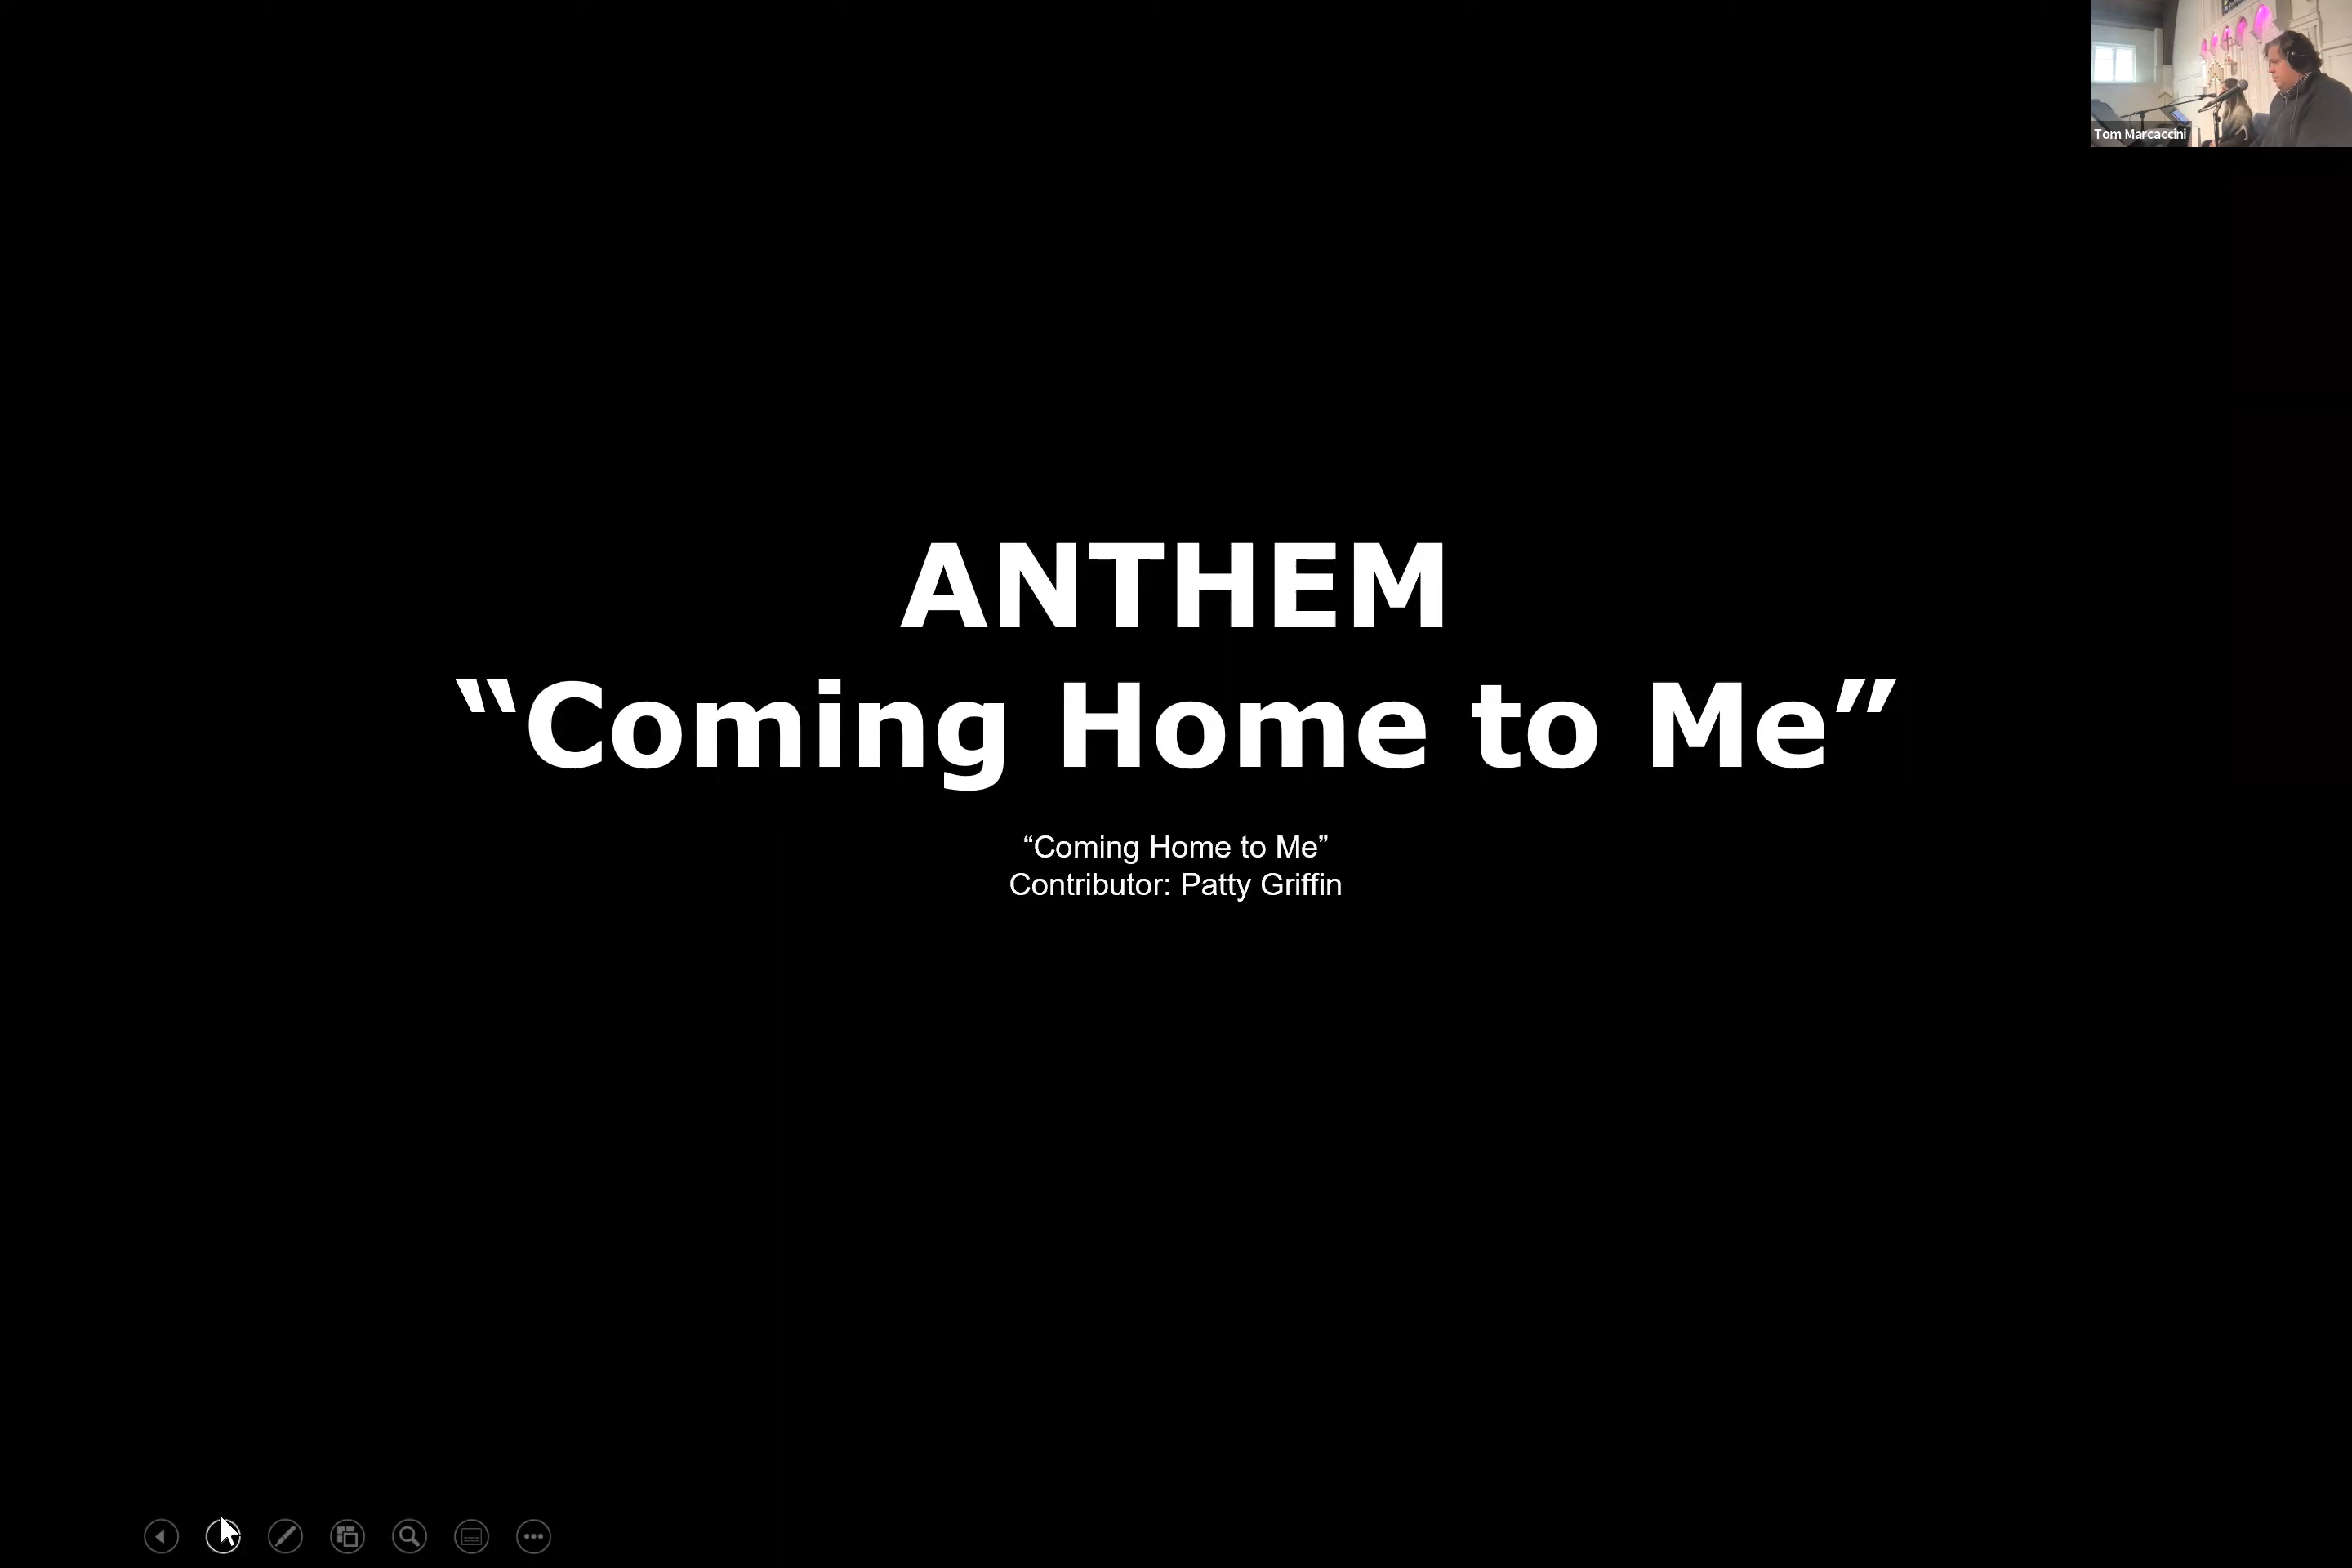 Tom Marcaccini
ANTHEM
“Coming Home to Me”
“Coming Home to Me”
Contributor: Patty Griffin